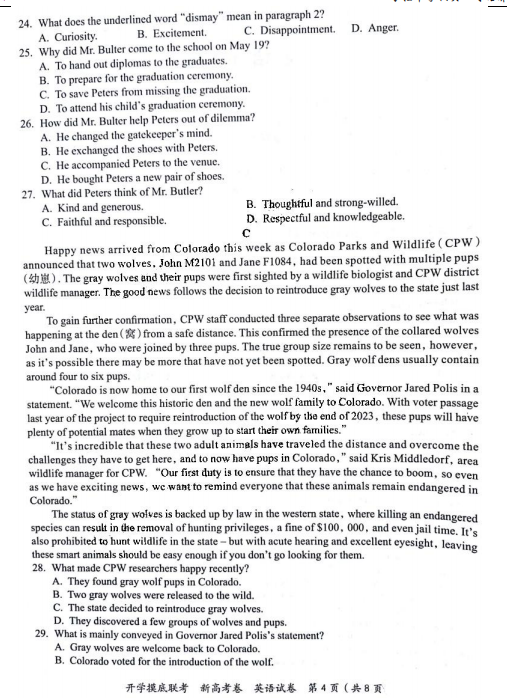 24. What does the underlined word "dismay" mean in paragraph 2?
A. Curiosity. B. Excitement. C. Disappointment. D. Anger.
25. Why did Mr. Bulter come to the school on May 19?
A. To hand out diplomas to the graduates.
B. To prepare for the graduation ceremony.
C. To save Peters from missing the graduation.
D. To attend his child's graduation ceremony.
26. How did Mr. Bulter help Peters out of dilemma?
A. He changed the gatekeeper's mind.
B. He exchanged the shoes with Peters.
C. He accompanied Peters to the venue.
D. He bought Peters a new pair of shoes.
27. What did Peters think of Mr. Butler?
A. Kind and generous. B. Thoughtful and strong-willed.
C. Faithful and responsible. D. Respectful and knowledgeable.
C
Happy news arrived from Colorado this week as Colorado Parks and Wildlife (CPW)
announced that two wolves, John M2101 and Jane F1084, had been spotted with multiple pups
(幼崽). The gray wolves and their pups were first sighted by a wildlife biologist and CPW district
wildlife manager. The good news follows the decision to reintroduce gray wolves to the state just last
year.
To gain further confirmation, CPW staff conducted three separate observations to see what was
happening at the den (窝) from a safe distance. This confirmed the presence of the collared wolves
John and Jane, who were joined by three pups. The true group size remains to be seen, however,
as it's possible there may be more that have not yet been spotted. Gray wolf dens usually contain
around four to six pups.
"Colorado is now home to our first wolf den since the 1940s," said Governor Jared Polis in a
statement. "We welcome this historic den and the new wolf family to Colorado. With voter passage
last year of the project to require reintroduction of the wolf by the end of 2023, these pups will have
plenty of potential mates when they grow up to start their own families."
"It's incredible that these two adult animals have traveled the distance and overcome the
challenges they have to get here, and to now have pups in Colorado," said Kris Middledorf, area
wildlife manager for CPW. "Our first duty is to ensure that they have the chance to boom, so even
as we have exciting news, we want to remind everyone that these animals remain endangered in
Colorado."
The status of gray wolves is backed up by law in the western state, where killing an endangered
species can result in the removal of hunting privileges, a fine of $100, 000, and even jail time. It's
also prohibited to hunt wildlife in the state – but with acute hearing and excellent eyesight, leaving
these smart animals should be easy enough if you don't go looking for them.
28. What made CPW researchers happy recently?
A. They found gray wolf pups in Colorado.
B. Two gray wolves were released to the wild.
C. The state decided to reintroduce gray wolves.
D. They discovered a few groups of wolves and pups.
29. What is mainly conveyed in Governor Jared Polis's statement?
A. Gray wolves are welcome back to Colorado.
B. Colorado voted for the introduction of the wolf.
开学摸底联考 新高考卷 英语试卷 第 4 页 ( 共 8 页